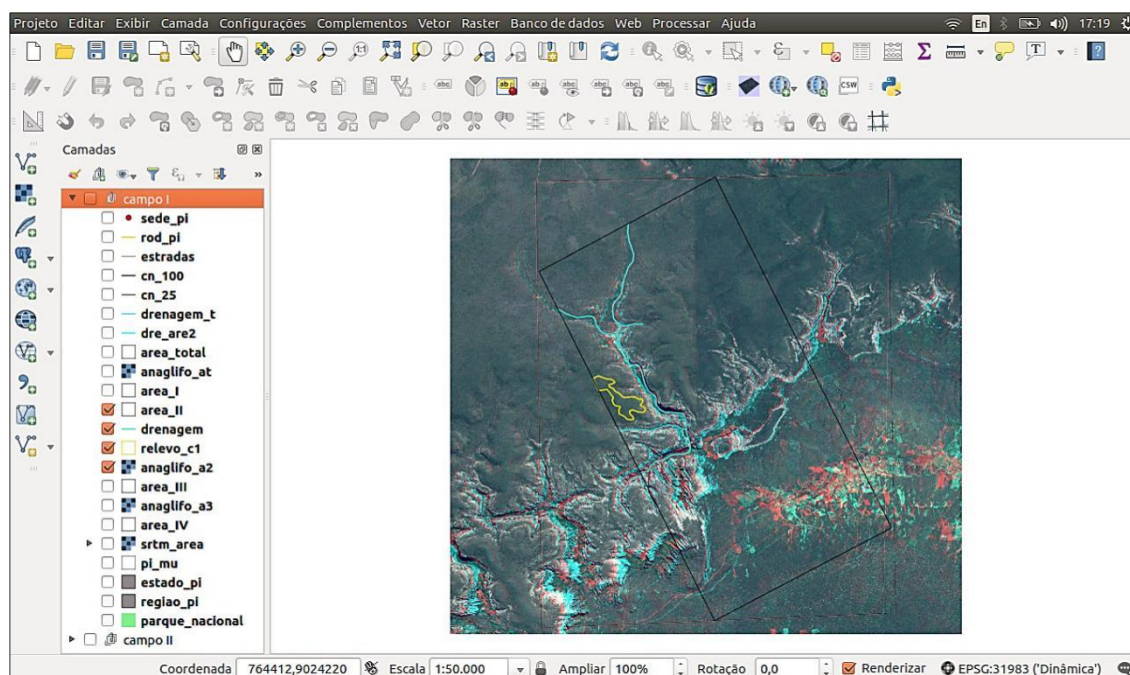 Projeto Editar Exibir Camada Configurações Complementos Vetor Raster Banco de dados Web Processar Ajuda En 17:19
Camadas
campo I
sede_pi
rod_pi
estradas
cn_100
cn_25
drenagem_t
dre_are2
area_total
anaglifo_at
area_I
area_II
drenagem
relevo_c1
anaglifo_a2
area_III
anaglifo_a3
area_IV
srtm_area
pi_mu
estado_pi
regiao_pi
parque_nacional
campo II
Coordenada 764412,9024220 Escala 1:50.000 Ampliar 100% Rotação 0,0 Renderizar EPSG:31983 ('Dinâmica')